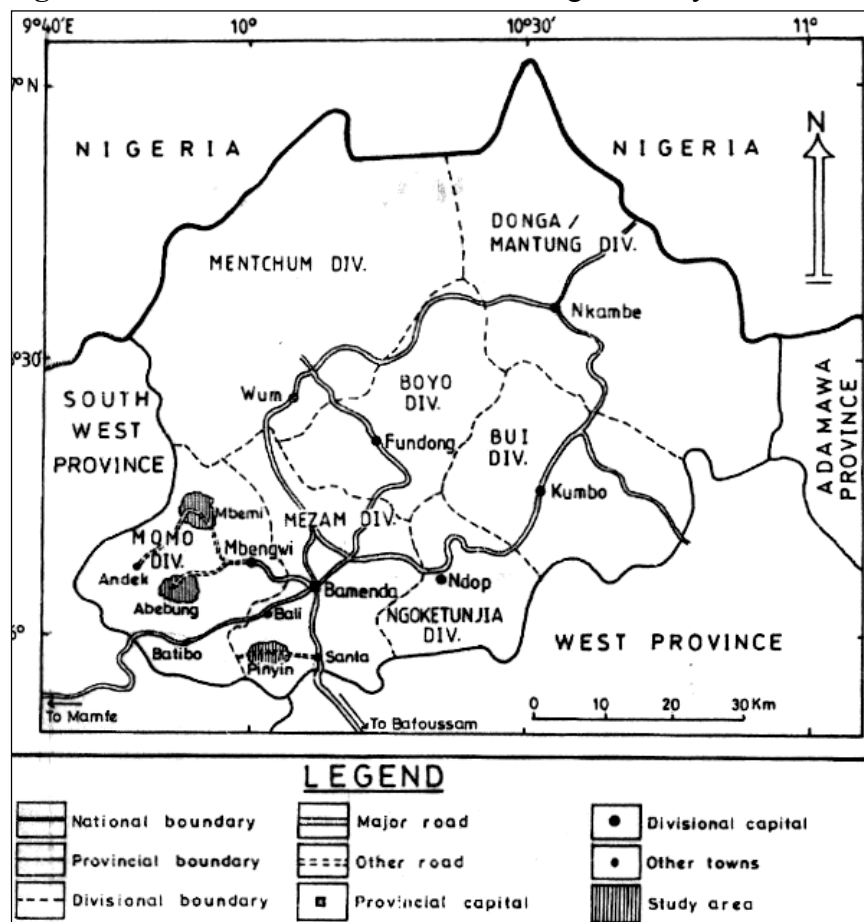 9°40'E 10° 10°30' 11°
7° N
NIGERIA
NIGERIA
N
DONGA/
MANTUNG DIV.
MENTCHUM DIV.
Nkambe
30'
BOYO
DIV.
Wum
SOUTH
WEST
PROVINCE
ADAMAWA
PROVINCE
BUI
DIV.
Fundong
Kumbo
Mbemi
MEZAM DIV.
MOMO
DIV.
Mbengwi
Andek
Ndop
Bamenda
Abebung
Bali
NGOKETUNJIA
DIV.
6°
Batibo
Pinyin
Santa
WEST PROVINCE
0 10 20 30 Km
To Mamfe
To Bafoussam
LEGEND
National boundary
Major road
Divisional capital
Provincial boundary
Other road
Other towns
Divisional boundary
Provincial capital
Study area